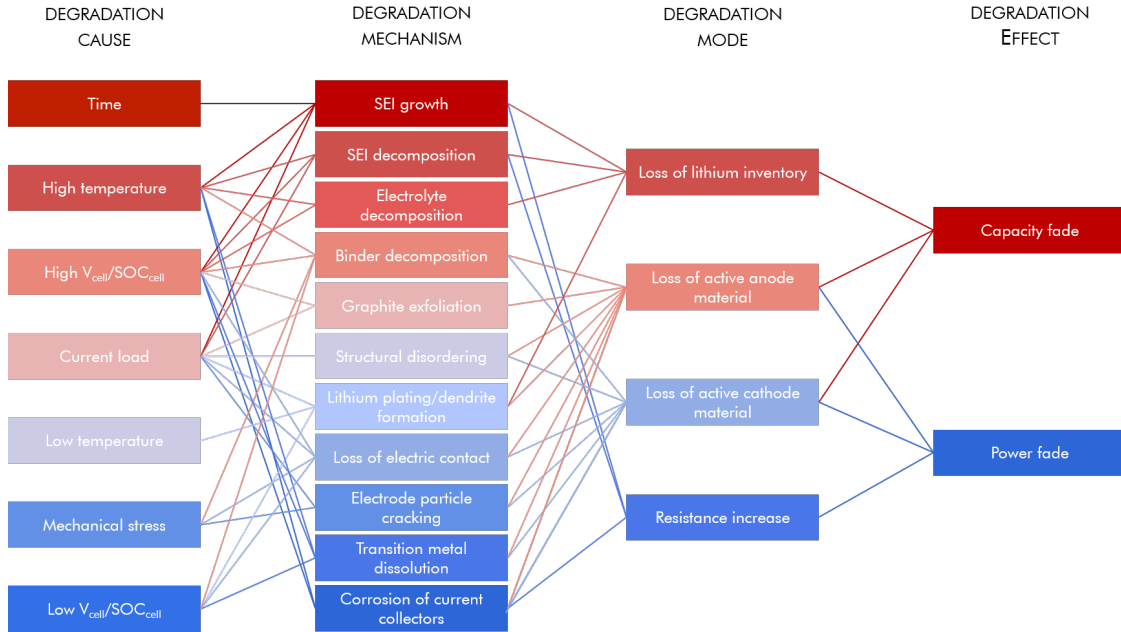 DEGRADATION
CAUSE
DEGRADATION
MECHANISM
DEGRADATION
MODE
DEGRADATION
EFFECT
Time
High temperature
High Vcell/SOCcell
Current load
Low temperature
Mechanical stress
Low Vcell/SOCcell
SEI growth
SEI decomposition
Electrolyte
decomposition
Binder decomposition
Graphite exfoliation
Structural disordering
Lithium plating/dendrite
formation
Loss of electric contact
Electrode particle
cracking
Transition metal
dissolution
Corrosion of current
collectors
Loss of lithium inventory
Loss of active anode
material
Loss of active cathode
material
Resistance increase
Capacity fade
Power fade